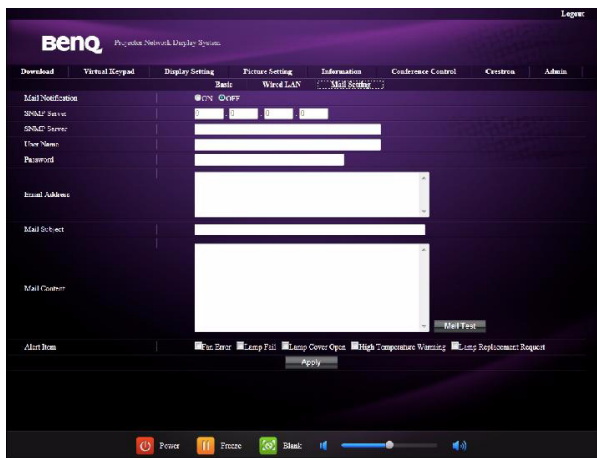 Logout
BenQ Projector Network Display System
Download Virtual Keypad Display Setting Picture Setting Information Conference Control Crestron Admin
Basic Wired LAN Mail Setting
Mail Notification ON OFF
SNMP Server 0 . 0 . 0 . 0
SNMP Server
User Name
Password
Email Address
Mail Subject
Mail Content
Mail Test
Alert Item Fan Error Lamp Fail Lamp Cover Open High Temperature Warning Lamp Replacement Request
Apply
Power Freeze Blank